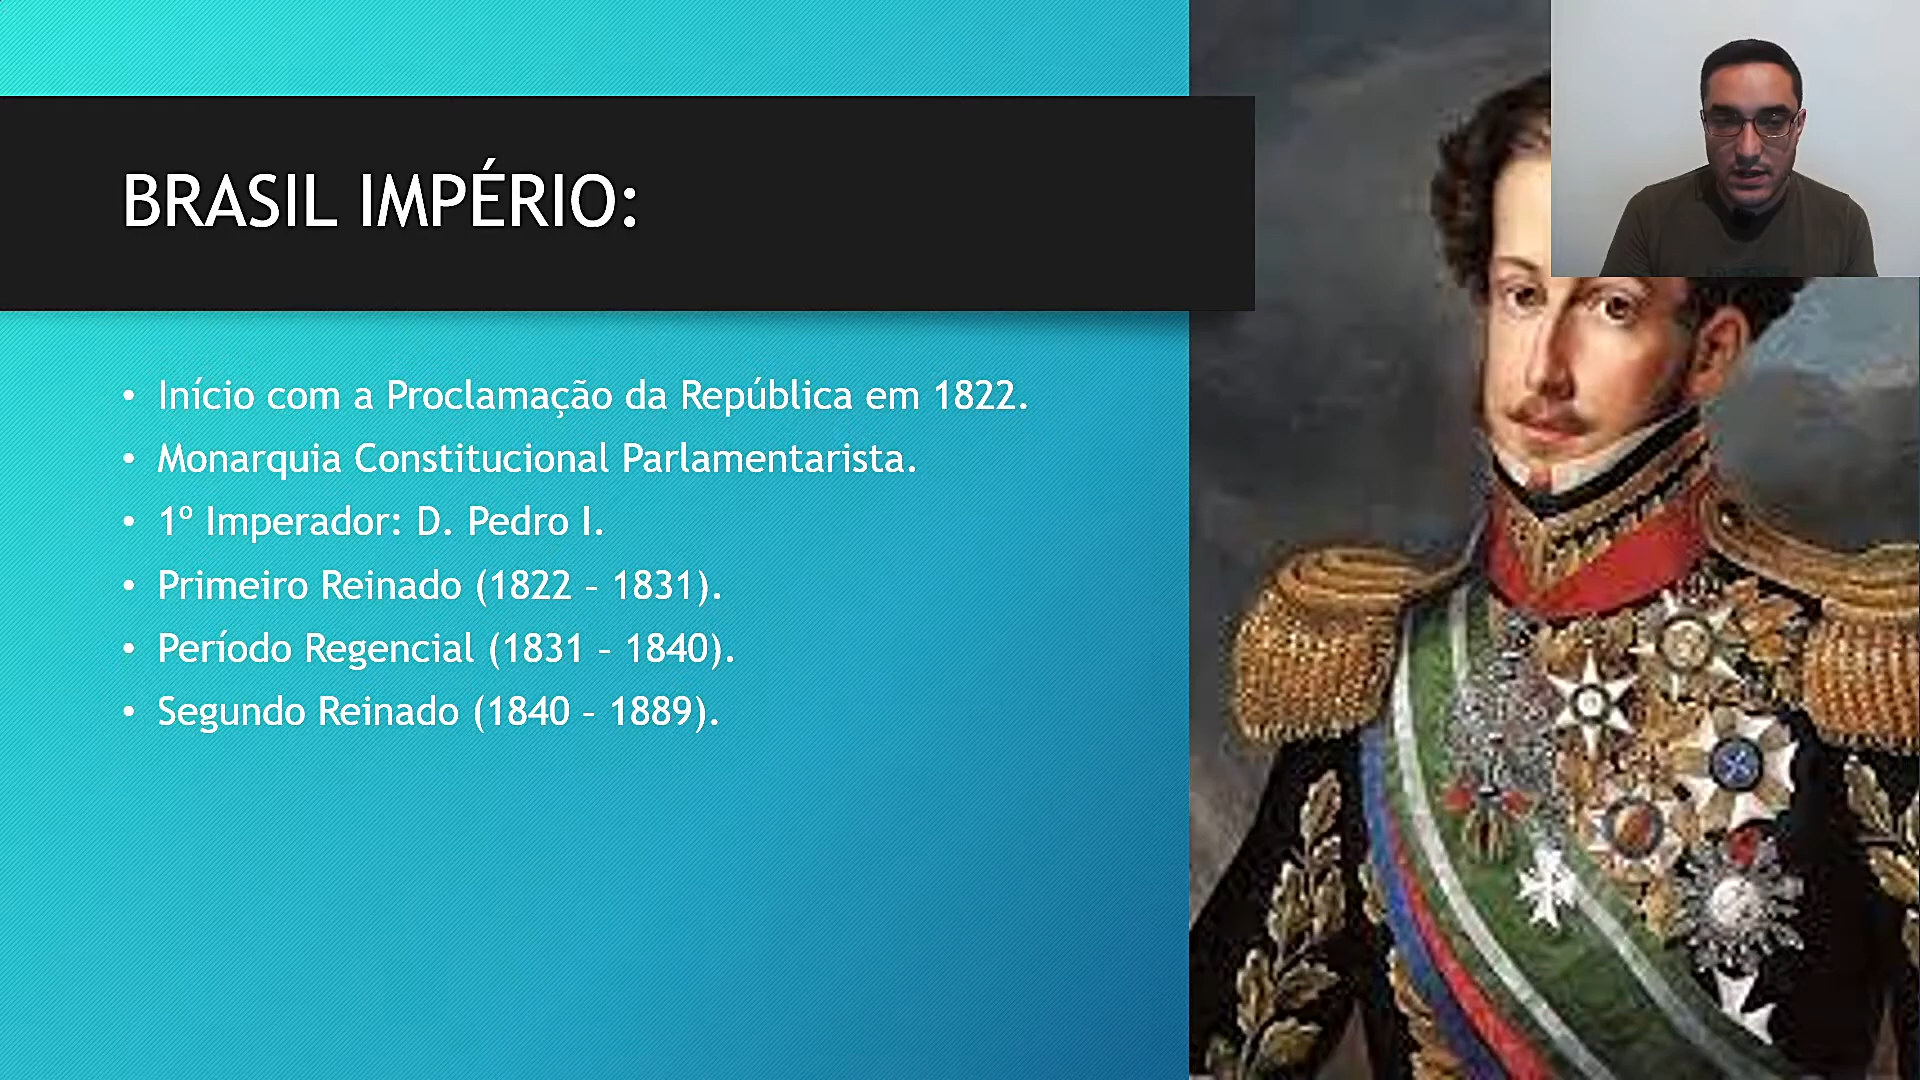 BRASIL IMPÉRIO:
• Início com a Proclamação da República em 1822.
• Monarquia Constitucional Parlamentarista.
• 1º Imperador: D. Pedro I.
• Primeiro Reinado (1822 – 1831).
• Período Regencial (1831 – 1840).
• Segundo Reinado (1840 – 1889).